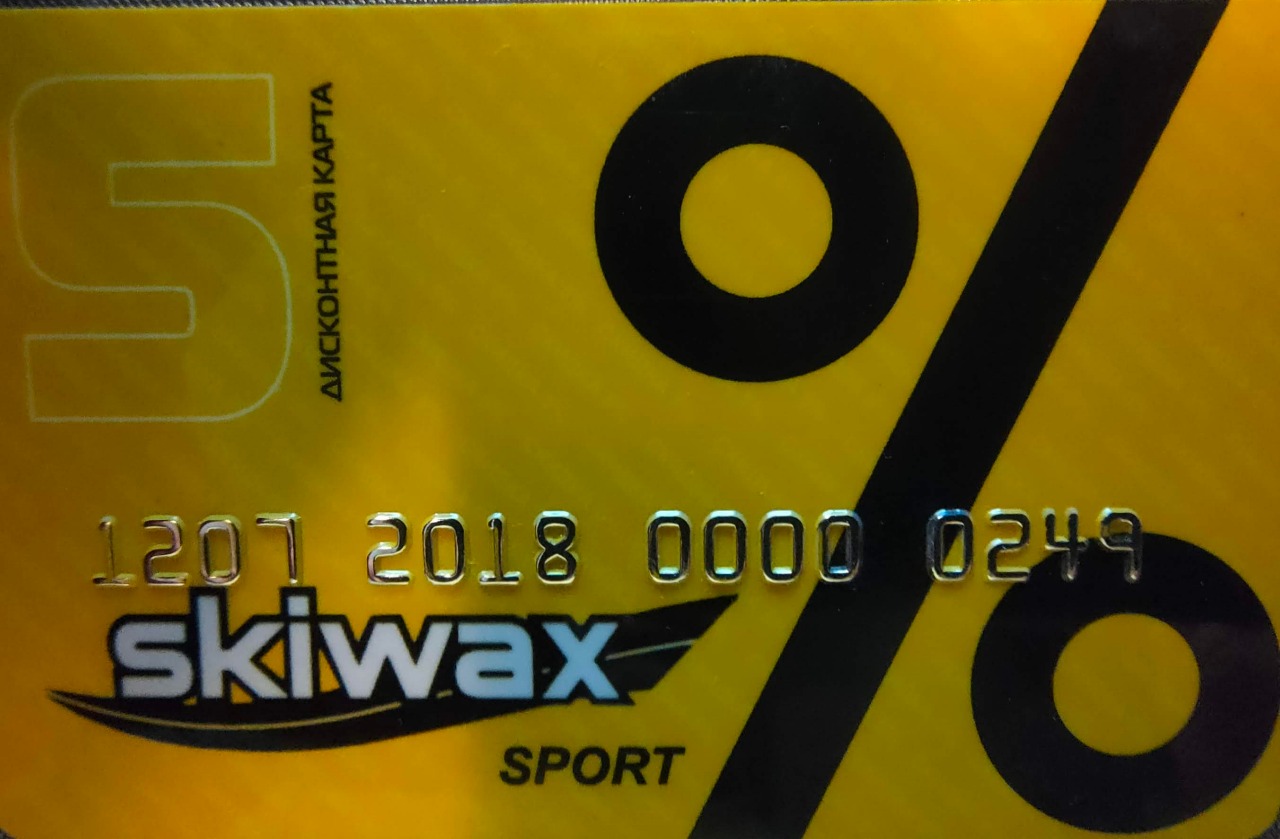 S
ДИСКОНТНАЯ КАРТА
%
1207 2018 0000 0249
skiwax
SPORT